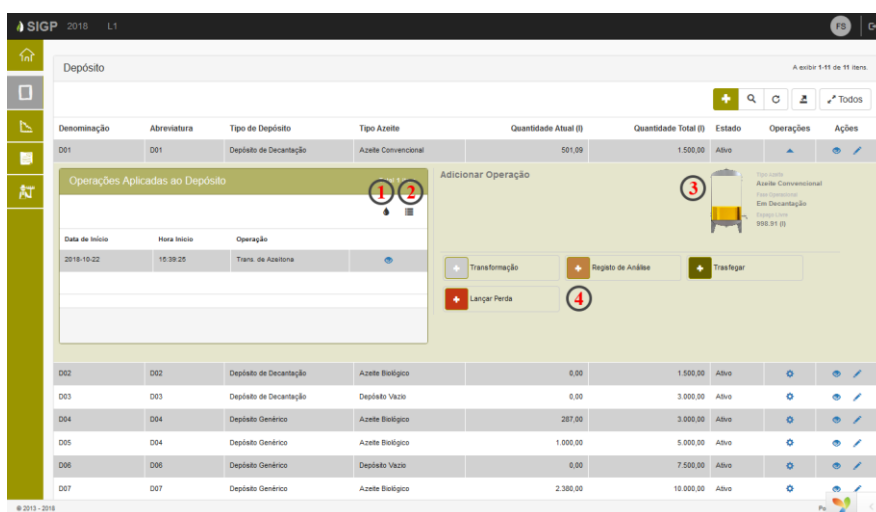 SIGP 2018 L1 FS
Depósito A exibir 1-11 de 11 itens.
Todos
Denominação Abreviatura Tipo de Depósito Tipo Azeite Quantidade Atual (l) Quantidade Total (l) Estado Operações Ações
D01 D01 Depósito de Decantação Azeite Convencional 501,09 1.500,00 Ativo
Operações Aplicadas ao Depósito
1 2
Data de Início Hora Inicio Operação
2018-10-22 15:39:25 Trans. de Azeitona
Adicionar Operação
3
Tipo Azeite
Azeite Convencional
Fase Operacional
Em Decantação
Espaço Livre
998.91 (l)
Transformação Registo de Análise Trasfegar
Lançar Perda 4
D02 D02 Depósito de Decantação Azeite Biológico 0,00 1.500,00 Ativo
D03 D03 Depósito de Decantação Depósito Vazio 0,00 3.000,00 Ativo
D04 D04 Depósito Genérico Azeite Biológico 287,00 3.000,00 Ativo
D05 D04 Depósito Genérico Azeite Biológico 1.000,00 5.000,00 Ativo
D06 D06 Depósito Genérico Depósito Vazio 0,00 7.500,00 Ativo
D07 D07 Depósito Genérico Azeite Biológico 2.380,00 10.000,00 Ativo
© 2013 - 2018